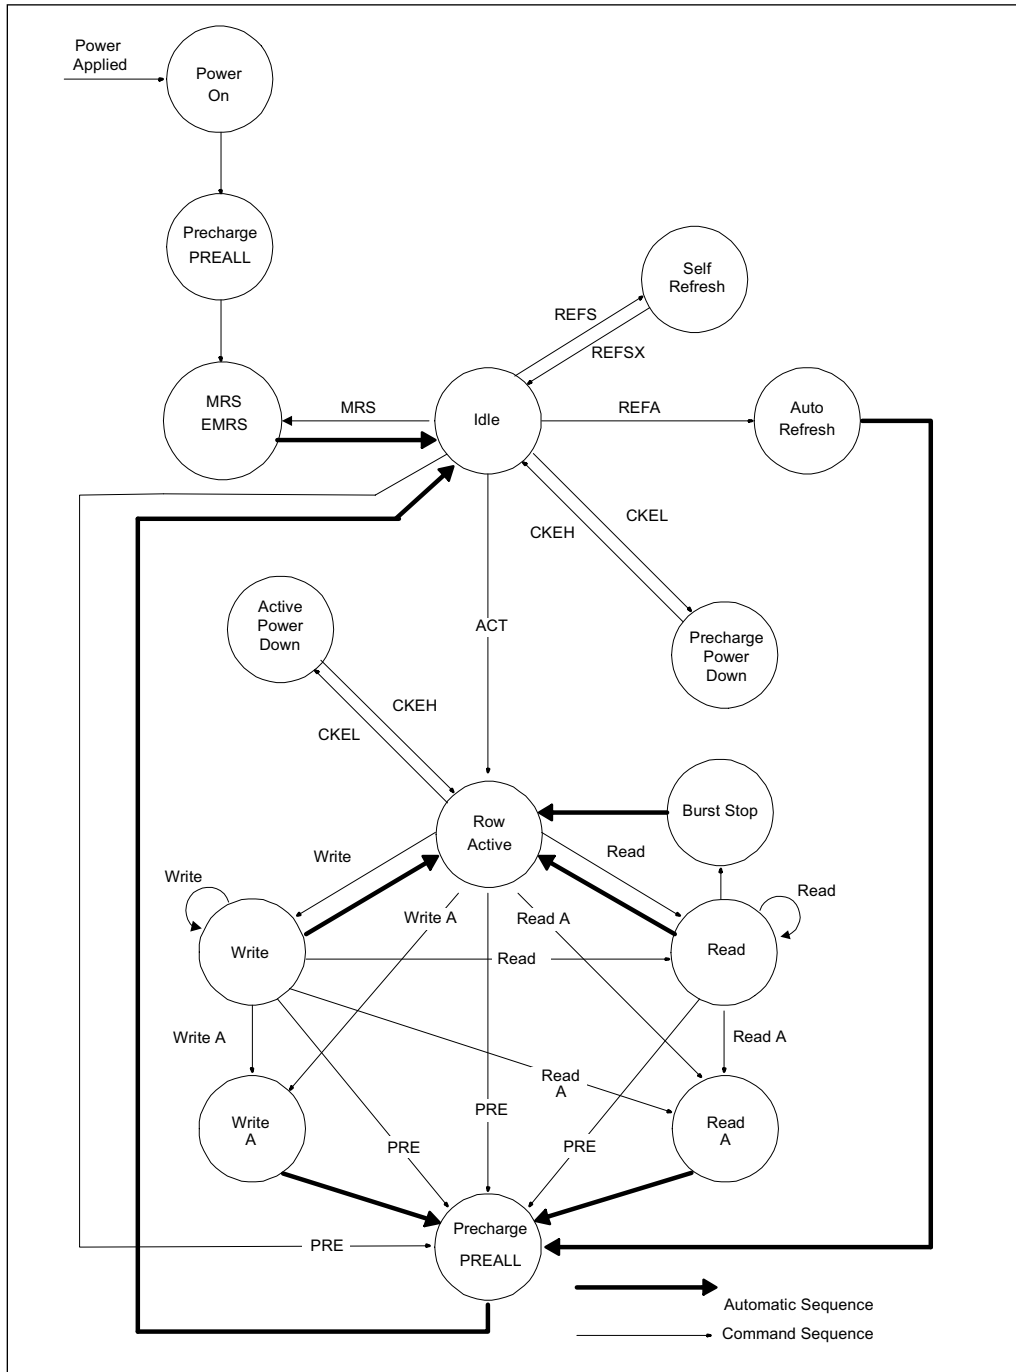 Power
Applied
Power
On
Precharge
PREALL
Self
Refresh
REFS
REFSX
MRS
EMRS
MRS
Idle
REFA
Auto
Refresh
CKEL
CKEH
Active
Power
Down
ACT
Precharge
Power
Down
CKEH
CKEL
Burst Stop
Row
Active
Write
Read
Write
Read
Write A
Read A
Write
Read
Read
Write A
Read A
Read
A
Write
A
PRE
Read
A
PRE
PRE
Precharge
PREALL
PRE
Automatic Sequence
Command Sequence